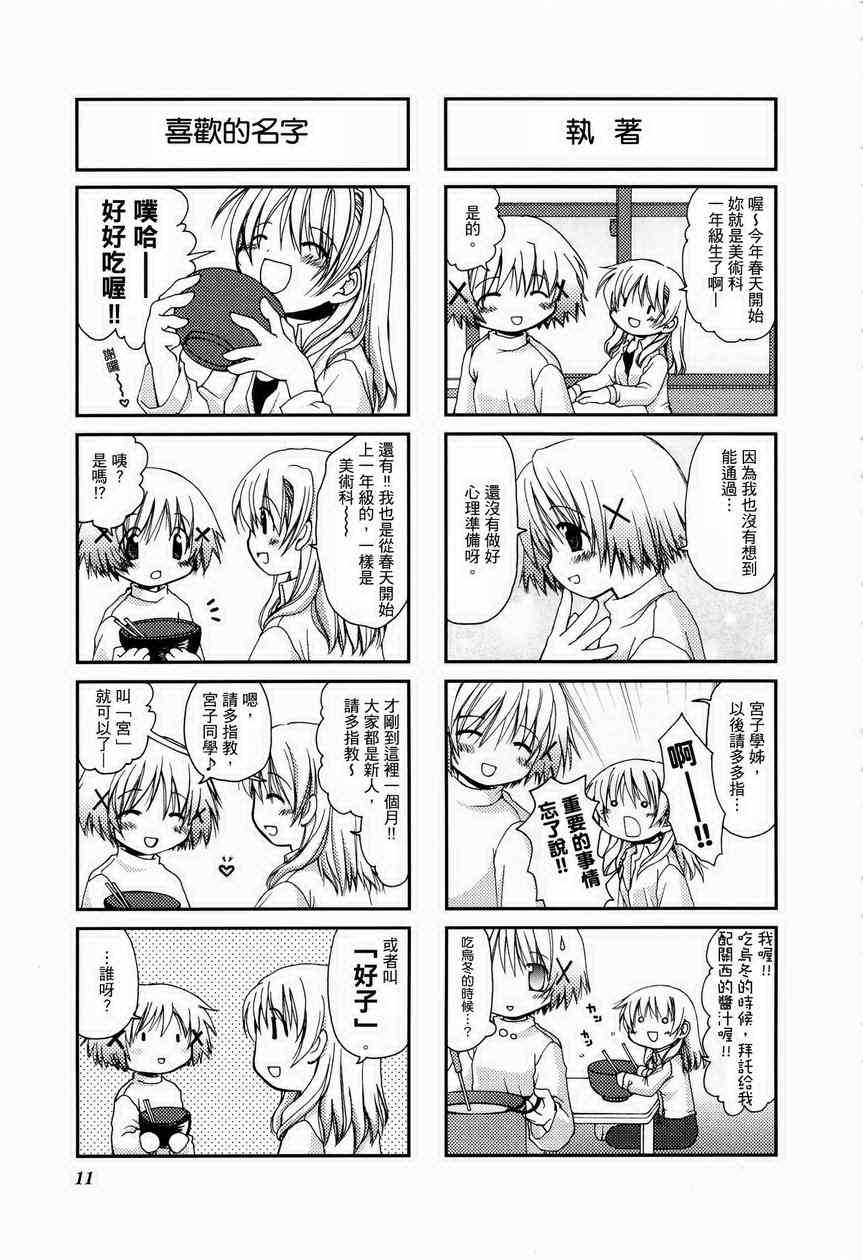 執著
喔～今年春天開始
妳就是美術科
一年級生了啊—
是的。
因為我也沒有想到
能通過…
還沒有做好
心理準備呀。
宮子學姊，
以後請多多指…
啊——!!
重要的事情
忘了說!!
我喔!!
吃烏冬的時候，拜託給我
配關西的醬汁喔!!
吃烏冬的時候…?
カッ
カッ
喜歡的名字
噗哈——
好好吃喔!!
謝囉～～♡
還有!!我也是從春天開始
上一年級的，一樣是
美術科～～
咦?
是嗎!?
才剛到這裡一個月!!
大家都是新人，
請多指教～
嗯，
請多指教，
宮子同學♪
叫「宮」
就可以了—
或者叫
「好子」。
…誰呀?
11